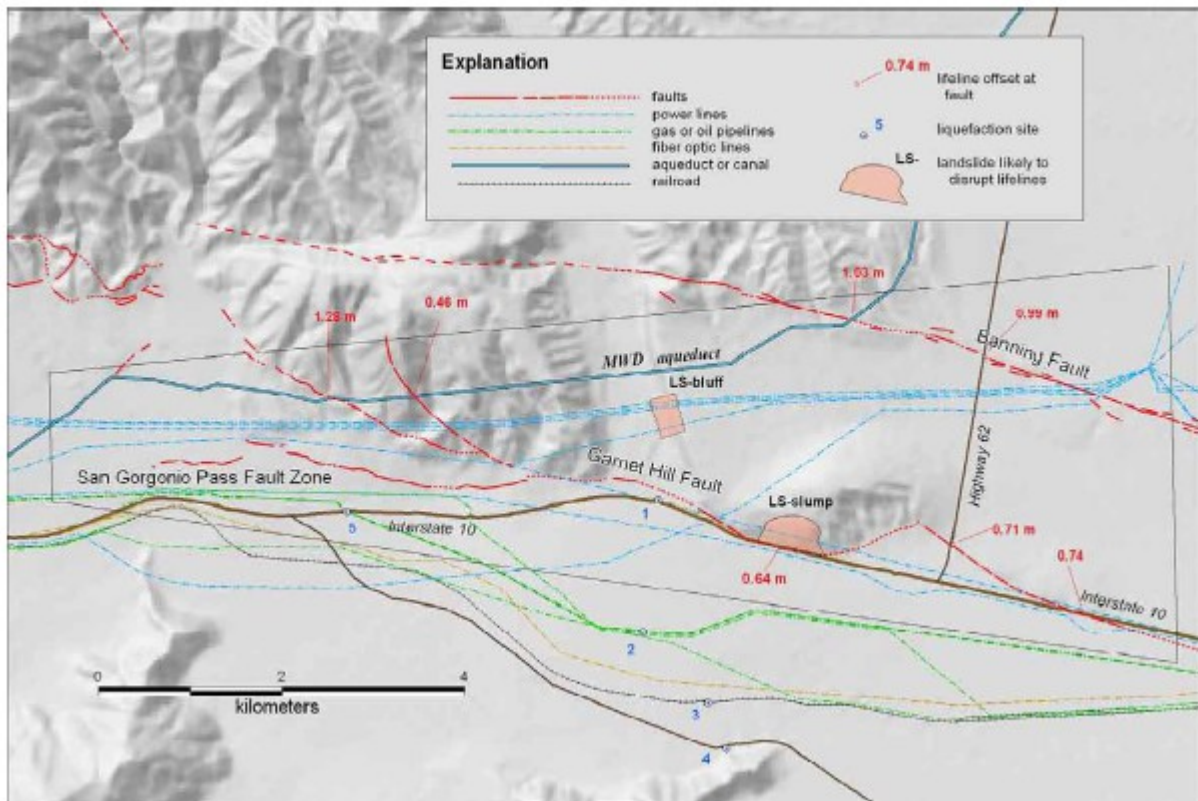 Explanation
faults
power lines
gas or oil pipelines
fiber optic lines
aqueduct or canal
railroad
0.74 m
lifeline offset at
fault
5
liquefaction site
LS-
landslide likely to
disrupt lifelines
1.28 m
0.46 m
1.03 m
0.99 m
Banning Fault
MWD aqueduct
LS-bluff
San Gorgonio Pass Fault Zone
Garnet Hill Fault
Highway 62
1
LS-slump
Interstate 10
0.71 m
0.74
0.64 m
Interstate 10
2
0 2 4
kilometers
3
4